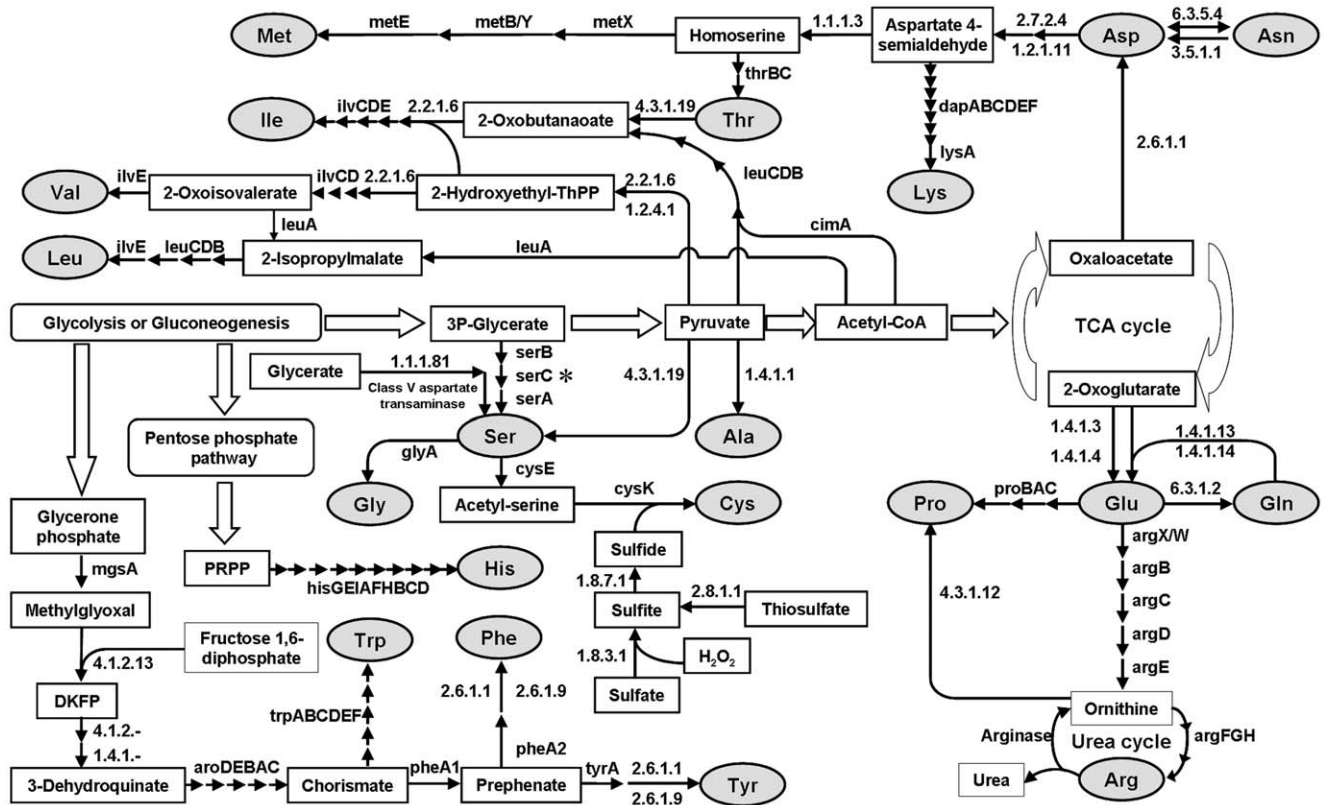 Met
metE
metB/Y
metX
Homoserine
1.1.1.3
Aspartate 4-
semialdehyde
2.7.2.4
1.2.1.11
Asp
6.3.5.4
3.5.1.1
Asn
thrBC
Ile
ilvCDE
2.2.1.6
2-Oxobutanaoate
4.3.1.19
Thr
dapABCDEF
lysA
Lys
2.6.1.1
leuCDB
Val
ilvE
2-Oxoisovalerate
ilvCD
2.2.1.6
2-Hydroxyethyl-ThPP
2.2.1.6
1.2.4.1
leuA
cimA
Leu
ilvE
leuCDB
2-Isopropylmalate
leuA
Oxaloacetate
Glycolysis or Gluconeogenesis
3P-Glycerate
Pyruvate
Acetyl-CoA
TCA cycle
2-Oxoglutarate
serB
serC *
serA
Glycerate
1.1.1.81
Class V aspartate
transaminase
4.3.1.19
1.4.1.1
Pentose phosphate
pathway
Ser
Ala
glyA
cysE
Gly
Acetyl-serine
cysK
Cys
1.4.1.3
1.4.1.4
1.4.1.13
1.4.1.14
Pro
proBAC
Glu
6.3.1.2
Gln
Glycerone
phosphate
mgsA
PRPP
hisGEIAFHBCD
His
Sulfide
1.8.7.1
Sulfite
2.8.1.1
Thiosulfate
1.8.3.1
H₂O₂
Sulfate
argX/W
argB
argC
argD
argE
4.3.1.12
Methylglyoxal
Fructose 1,6-
diphosphate
4.1.2.13
DKFP
4.1.2.-
1.4.1.-
Trp
trpABCDEF
Phe
2.6.1.1
2.6.1.9
pheA2
3-Dehydroquinate
aroDEBAC
Chorismate
pheA1
Prephenate
tyrA
2.6.1.1
2.6.1.9
Tyr
Ornithine
Arginase
Urea cycle
argFGH
Urea
Arg